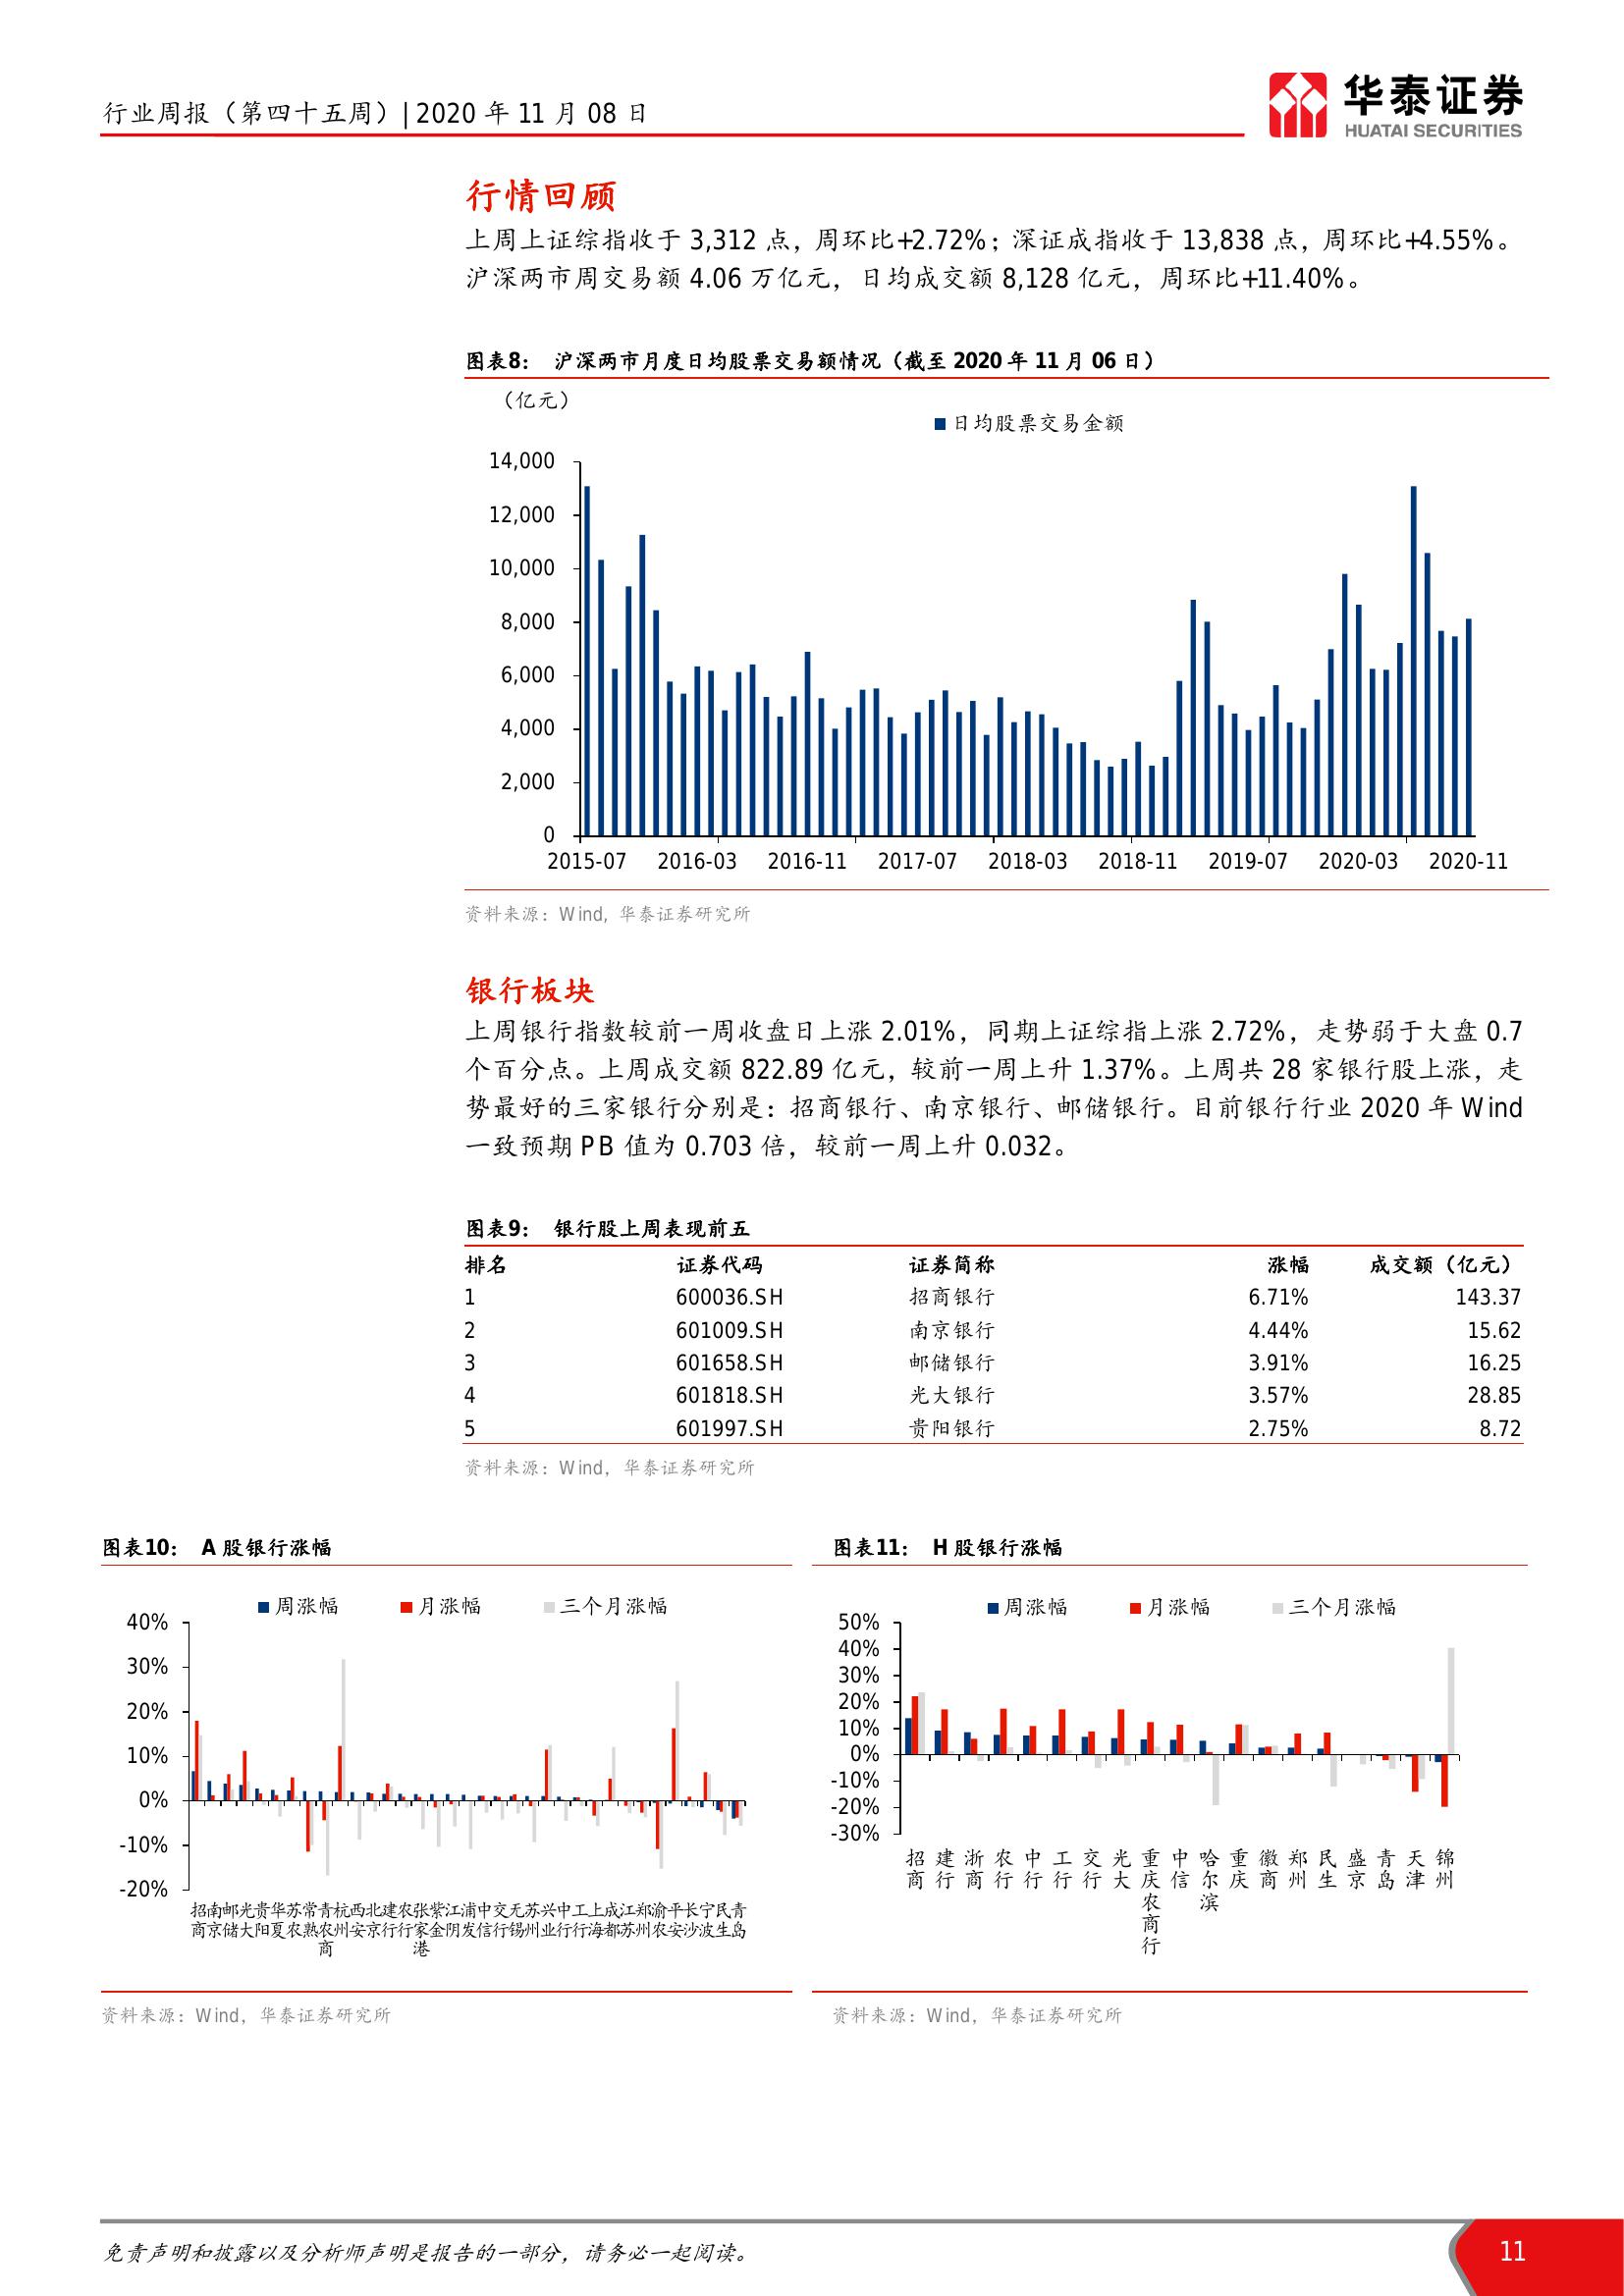 行业周报（第四十五周）|2020 年 11 月 08 日
华泰证券
HUATAI SECURITIES
行情回顾
上周上证综指收于 3,312 点，周环比+2.72%；深证成指收于 13,838 点，周环比+4.55%。
沪深两市周交易额 4.06 万亿元，日均成交额 8,128 亿元，周环比+11.40%。
图表8： 沪深两市月度日均股票交易额情况（截至 2020 年 11 月 06 日）
（亿元）
日均股票交易金额
14,000
12,000
10,000
8,000
6,000
4,000
2,000
0
2015-07 2016-03 2016-11 2017-07 2018-03 2018-11 2019-07 2020-03 2020-11
资料来源：Wind, 华泰证券研究所
银行板块
上周银行指数较前一周收盘日上涨 2.01%，同期上证综指上涨 2.72%，走势弱于大盘 0.7
个百分点。上周成交额 822.89 亿元，较前一周上升 1.37%。上周共 28 家银行股上涨，走
势最好的三家银行分别是：招商银行、南京银行、邮储银行。目前银行行业 2020 年 Wind
一致预期 PB 值为 0.703 倍，较前一周上升 0.032。
图表9： 银行股上周表现前五
排名 证券代码 证券简称 涨幅 成交额（亿元）
1 600036.SH 招商银行 6.71% 143.37
2 601009.SH 南京银行 4.44% 15.62
3 601658.SH 邮储银行 3.91% 16.25
4 601818.SH 光大银行 3.57% 28.85
5 601997.SH 贵阳银行 2.75% 8.72
资料来源：Wind，华泰证券研究所
图表10： A 股银行涨幅
周涨幅 月涨幅 三个月涨幅
40%
30%
20%
10%
0%
-10%
-20%
招南邮光贵华苏常青杭西北建农张紫江浦中交无苏兴中工上成江郑渝平长宁民青
商京储大阳夏农熟农州安京行行家金阴发信行锡州业行行海都苏州农安沙波生岛
商 港
资料来源：Wind，华泰证券研究所
图表11： H 股银行涨幅
周涨幅 月涨幅 三个月涨幅
50%
40%
30%
20%
10%
0%
-10%
-20%
-30%
招商 建行 浙商 农行 中行 工行 交行 光大 重庆农商行 中信 哈尔滨 重庆 徽商 郑州 民生 盛京 青岛 天津 锦州
资料来源：Wind，华泰证券研究所
免责声明和披露以及分析师声明是报告的一部分，请务必一起阅读。
11